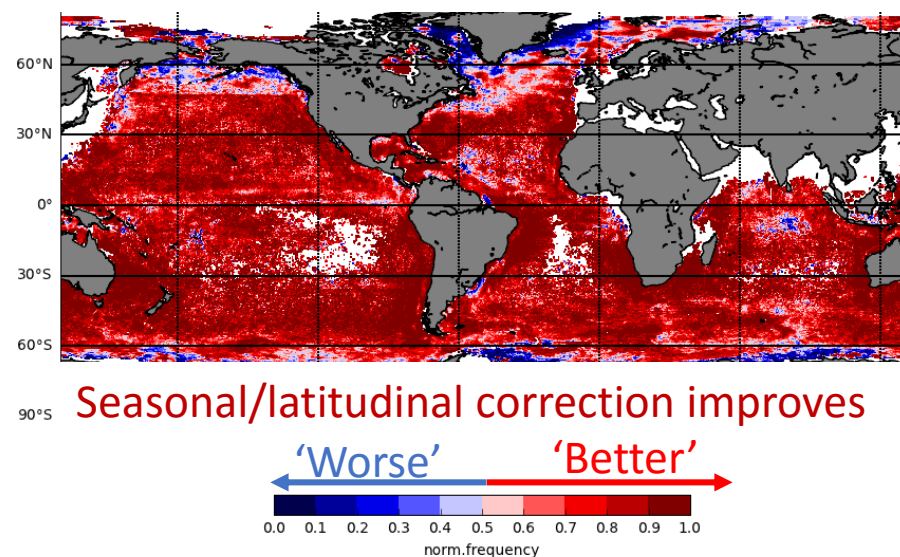 60°N
30°N
0°
30°S
60°S
90°S
Seasonal/latitudinal correction improves
‘Worse’ ‘Better’
0.0 0.1 0.2 0.3 0.4 0.5 0.6 0.7 0.8 0.9 1.0
norm.frequency